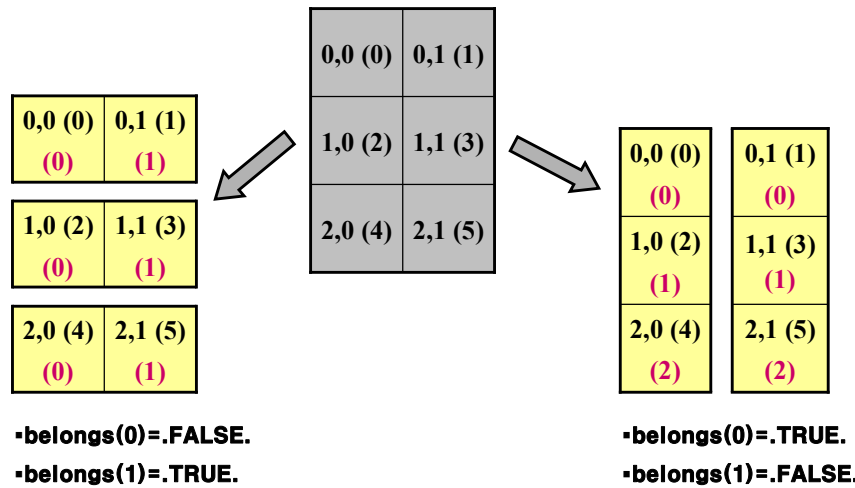 0,0 (0) 0,1 (1)
1,0 (2) 1,1 (3)
2,0 (4) 2,1 (5)
0,0 (0) 0,1 (1)
(0) (1)
1,0 (2) 1,1 (3)
(0) (1)
2,0 (4) 2,1 (5)
(0) (1)
▪belongs(0)=.FALSE.
▪belongs(1)=.TRUE.
0,0 (0) 0,1 (1)
(0) (0)
1,0 (2) 1,1 (3)
(1) (1)
2,0 (4) 2,1 (5)
(2) (2)
▪belongs(0)=.TRUE.
▪belongs(1)=.FALSE.